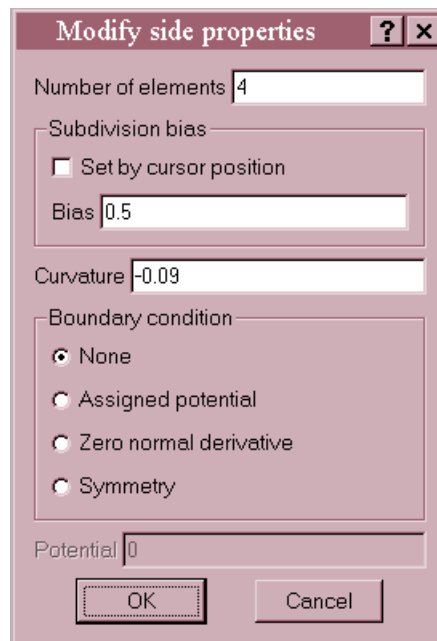 Modify side properties ? ×
Number of elements 4
Subdivision bias
Set by cursor position
Bias 0.5
Curvature -0.09
Boundary condition
None
Assigned potential
Zero normal derivative
Symmetry
Potential 0
OK Cancel